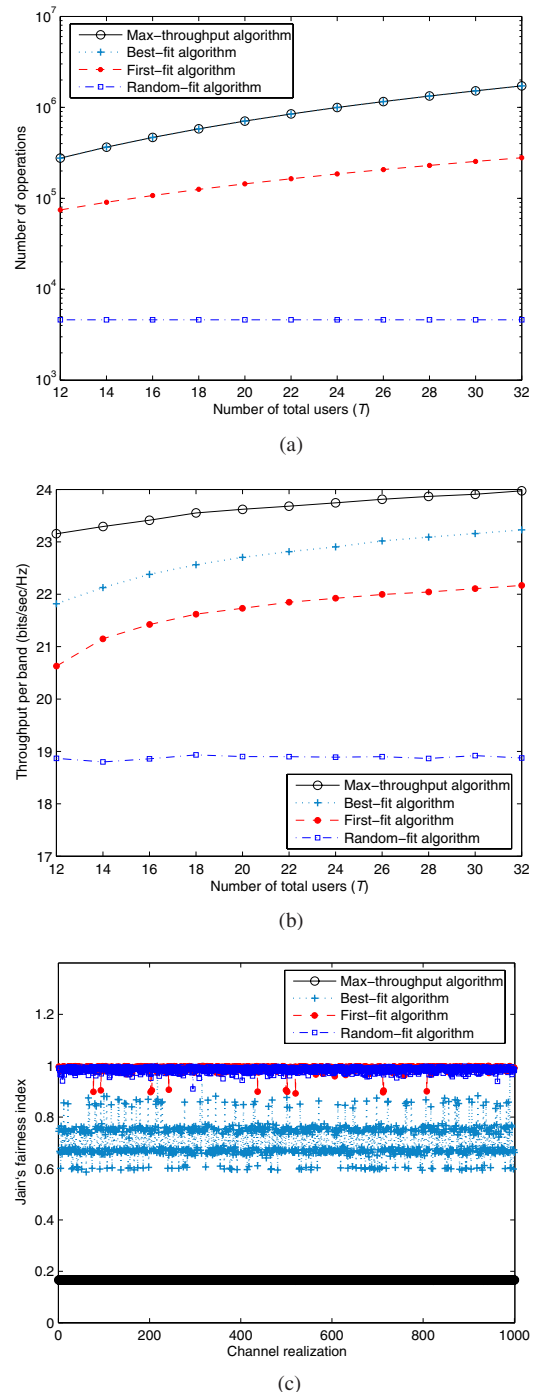 10^7
Max−throughput algorithm
Best−fit algorithm
First−fit algorithm
Random−fit algorithm
10^6
10^5
10^4
10^3
Number of opperations
12 14 16 18 20 22 24 26 28 30 32
Number of total users (T)
(a)
24
23
22
21
20
19
18
17
Throughput per band (bits/sec/Hz)
Max−throughput algorithm
Best−fit algorithm
First−fit algorithm
Random−fit algorithm
12 14 16 18 20 22 24 26 28 30 32
Number of total users (T)
(b)
Max−throughput algorithm
Best−fit algorithm
First−fit algorithm
Random−fit algorithm
1.2
1
0.8
0.6
0.4
0.2
0
Jain's fairness index
0 200 400 600 800 1000
Channel realization
(c)